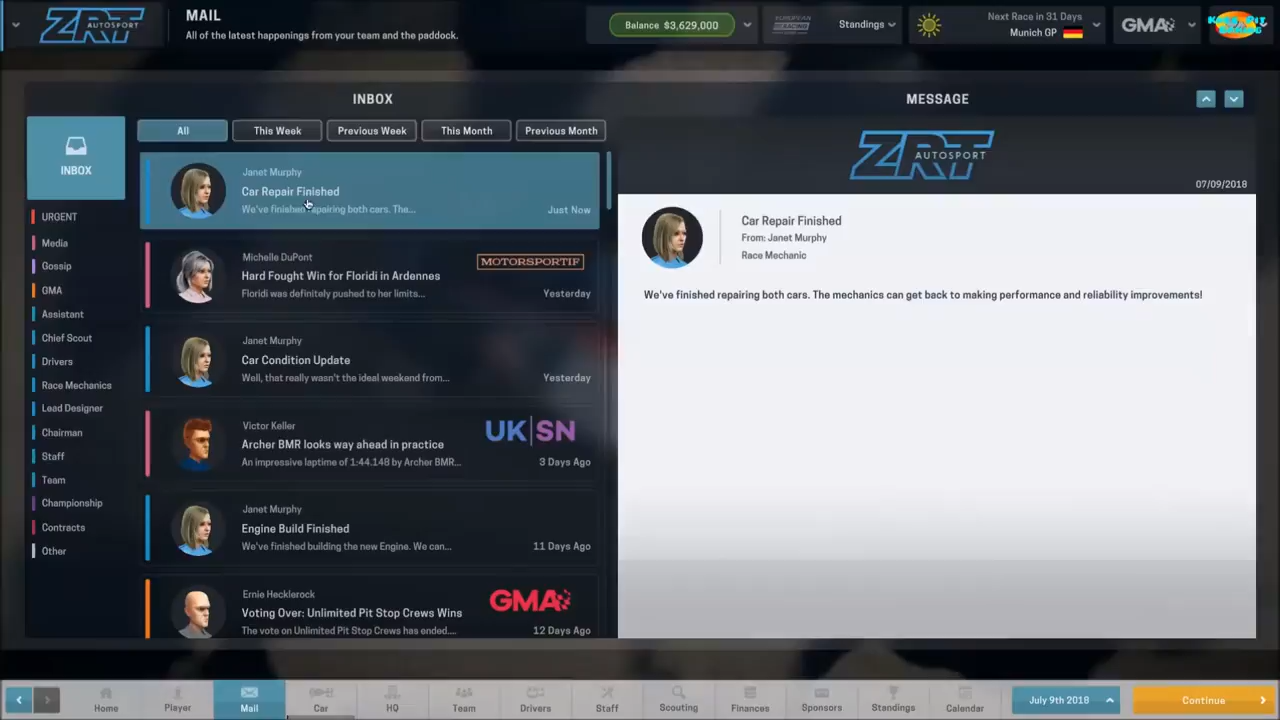 ZRT
AUTOSPORT
MAIL
All of the latest happenings from your team and the paddock.
Balance $3,629,000
Standings
Next Race in 31 Days
Munich GP
GMA
INBOX
All
This Week
Previous Week
This Month
Previous Month
INBOX
URGENT
Media
Gossip
GMA
Assistant
Chief Scout
Drivers
Race Mechanics
Lead Designer
Chairman
Staff
Team
Championship
Contracts
Other
Janet Murphy
Car Repair Finished
We've finished repairing both cars. The...
Just Now
Michelle DuPont
MOTORSPORTIF
Hard Fought Win for Floridi in Ardennes
Floridi was definitely pushed to her limits...
Yesterday
Janet Murphy
Car Condition Update
Well, that really wasn't the ideal weekend from...
Yesterday
Victor Keller
UK|SN
Archer BMR looks way ahead in practice
An impressive laptime of 1:44.148 by Archer BMR...
3 Days Ago
Janet Murphy
Engine Build Finished
We've finished building the new Engine. We can...
11 Days Ago
Ernie Hecklerock
GMA
Voting Over: Unlimited Pit Stop Crews Wins
The vote on Unlimited Pit Stop Crews has ended....
12 Days Ago
MESSAGE
ZRT
AUTOSPORT
07/09/2018
Car Repair Finished
From: Janet Murphy
Race Mechanic
We've finished repairing both cars. The mechanics can get back to making performance and reliability improvements!
Home
Player
Mail
Car
HQ
Team
Drivers
Staff
Scouting
Finances
Sponsors
Standings
Calendar
July 9th 2018
Continue